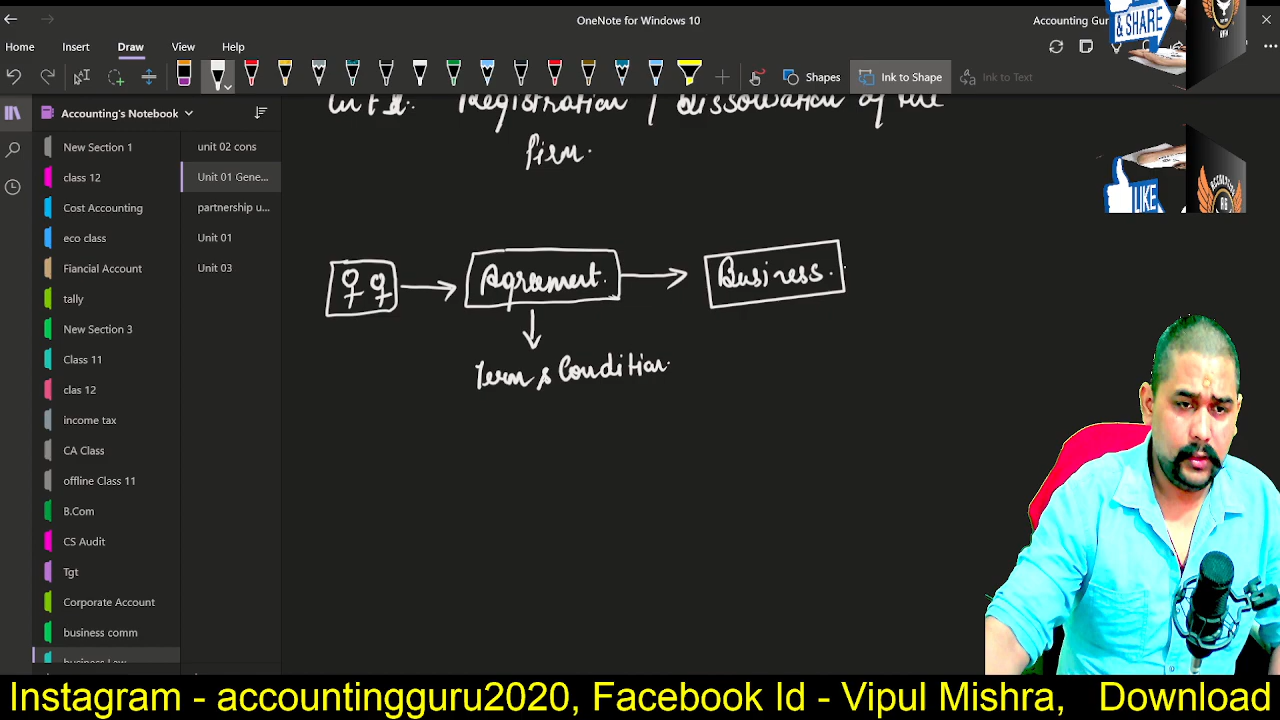 OneNote for Windows 10
Accounting Gur
& SHARE
Home Insert Draw View Help
Shapes Ink to Shape Ink to Text
Accounting's Notebook
New Section 1
class 12
Cost Accounting
eco class
Fiancial Account
tally
New Section 3
Class 11
clas 12
income tax
CA Class
offline Class 11
B.Com
CS Audit
Tgt
Corporate Account
business comm
business Law
unit 02 cons
Unit 01 Gene...
partnership u...
Unit 01
Unit 03
Registration / dissolution of the
firm.
Agreement.
Business.
Term & Condition.
LIKE
Instagram - accountingguru2020, Facebook Id - Vipul Mishra, Download